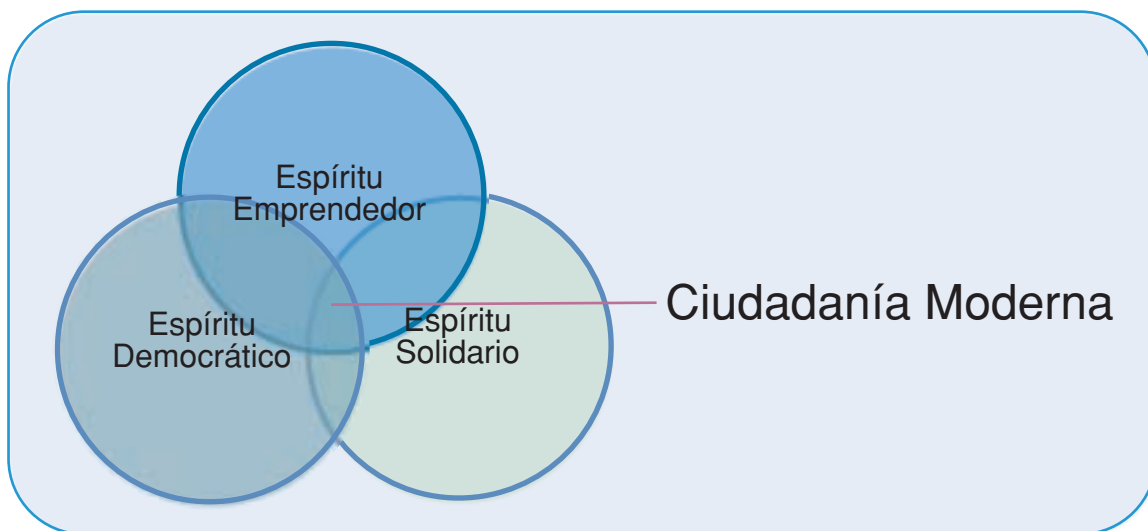 Espíritu
Emprendedor
Espíritu
Democrático
Espíritu
Solidario
Ciudadanía Moderna